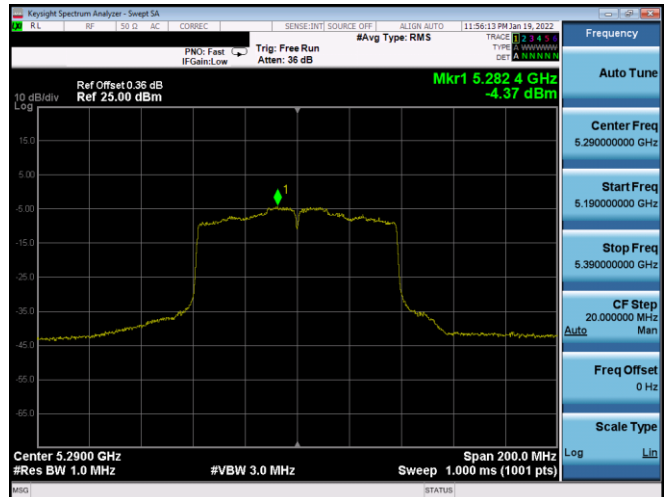 Keysight Spectrum Analyzer - Swept SA
RL RF 50 Ω AC CORREC SENSE:INT SOURCE OFF ALIGN AUTO 11:56:13 PM Jan 19, 2022
#Avg Type: RMS
TRACE 1 2 3 4 5 6
TYPE A WWWWW
DET A N N N N N
PNO: Fast
IFGain:Low
Trig: Free Run
Atten: 36 dB
Mkr1 5.282 4 GHz
-4.37 dBm
Ref Offset 0.36 dB
10 dB/div Ref 25.00 dBm
Log
15.0
5.00
-5.00
-15.0
-25.0
-35.0
-45.0
-55.0
-65.0
1
Center 5.2900 GHz
Span 200.0 MHz
#Res BW 1.0 MHz
#VBW 3.0 MHz
Sweep 1.000 ms (1001 pts)
MSG
STATUS
Frequency
Auto Tune
Center Freq
5.290000000 GHz
Start Freq
5.190000000 GHz
Stop Freq
5.390000000 GHz
CF Step
20.000000 MHz
Auto Man
Freq Offset
0 Hz
Scale Type
Log Lin